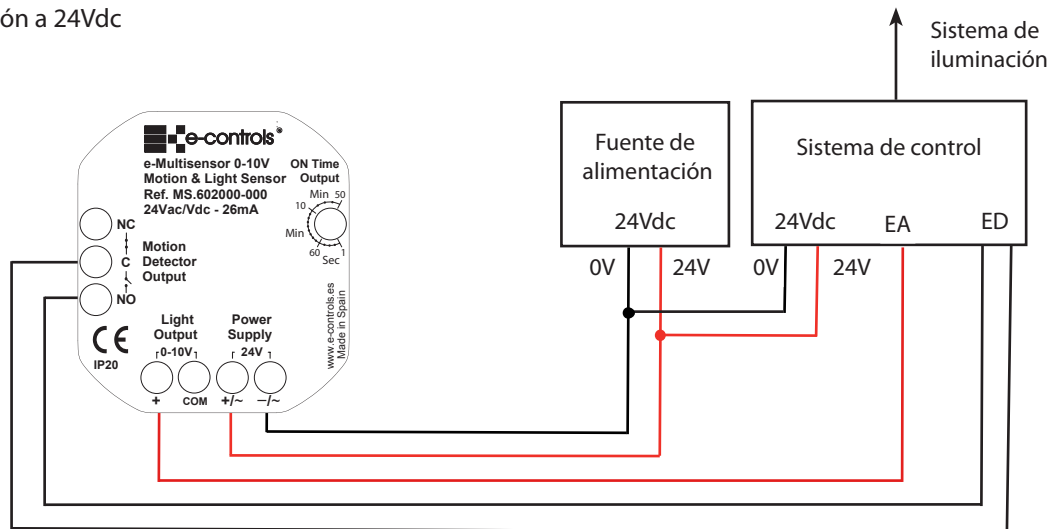 ón a 24Vdc
Sistema de
iluminación
e-controls®
e-Multisensor 0-10V
Motion & Light Sensor
Ref. MS.602000-000
24Vac/Vdc - 26mA
ON Time
Output
Min 50
10
Min
60 1
Sec
NC
C
NO
Motion
Detector
Output
CE
IP20
Light
Output
0-10V
Power
Supply
24V
+ COM +/~ −/~
www.e-controls.es
Made in Spain
Fuente de
alimentación
24Vdc
0V 24V
Sistema de control
24Vdc EA ED
0V 24V